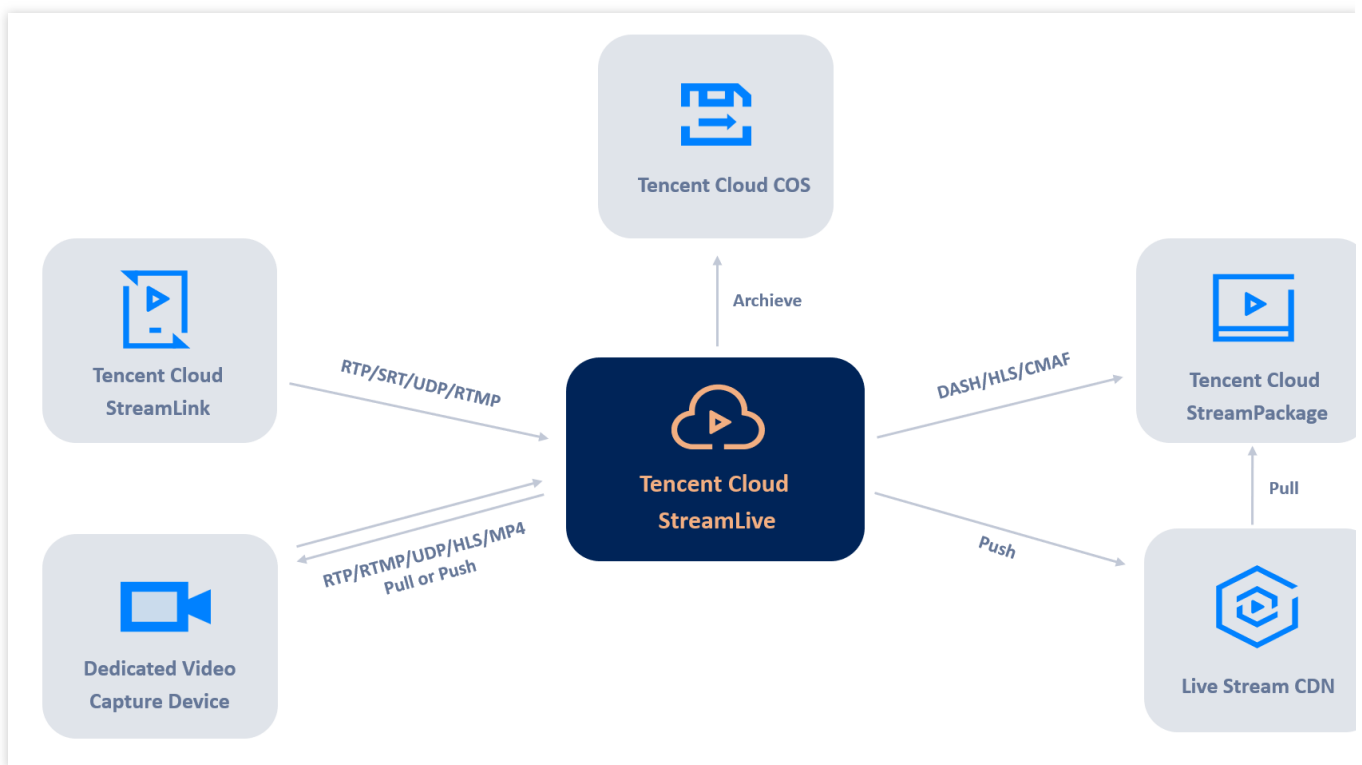 Tencent Cloud COS
Archieve
Tencent Cloud
StreamLink
RTP/SRT/UDP/RTMP
DASH/HLS/CMAF
Tencent Cloud
StreamPackage
Tencent Cloud
StreamLive
Pull
RTP/RTMP/UDP/HLS/MP4
Pull or Push
Push
Dedicated Video
Capture Device
Live Stream CDN